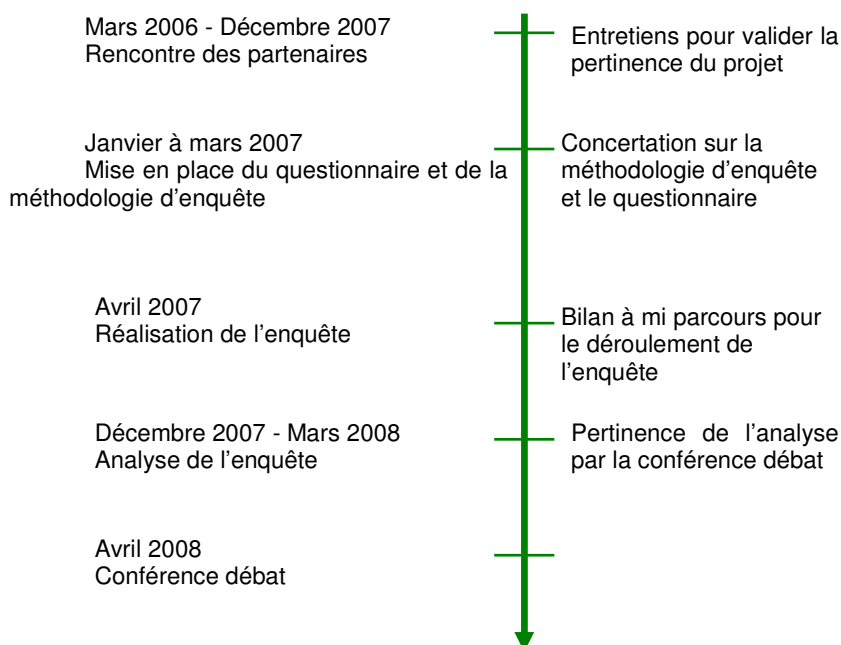 Mars 2006 - Décembre 2007
Rencontre des partenaires
Entretiens pour valider la
pertinence du projet
Janvier à mars 2007
Mise en place du questionnaire et de la
méthodologie d’enquête
Concertation sur la
méthodologie d’enquête
et le questionnaire
Avril 2007
Réalisation de l’enquête
Bilan à mi parcours pour
le déroulement de
l’enquête
Décembre 2007 - Mars 2008
Analyse de l’enquête
Pertinence de l’analyse
par la conférence débat
Avril 2008
Conférence débat